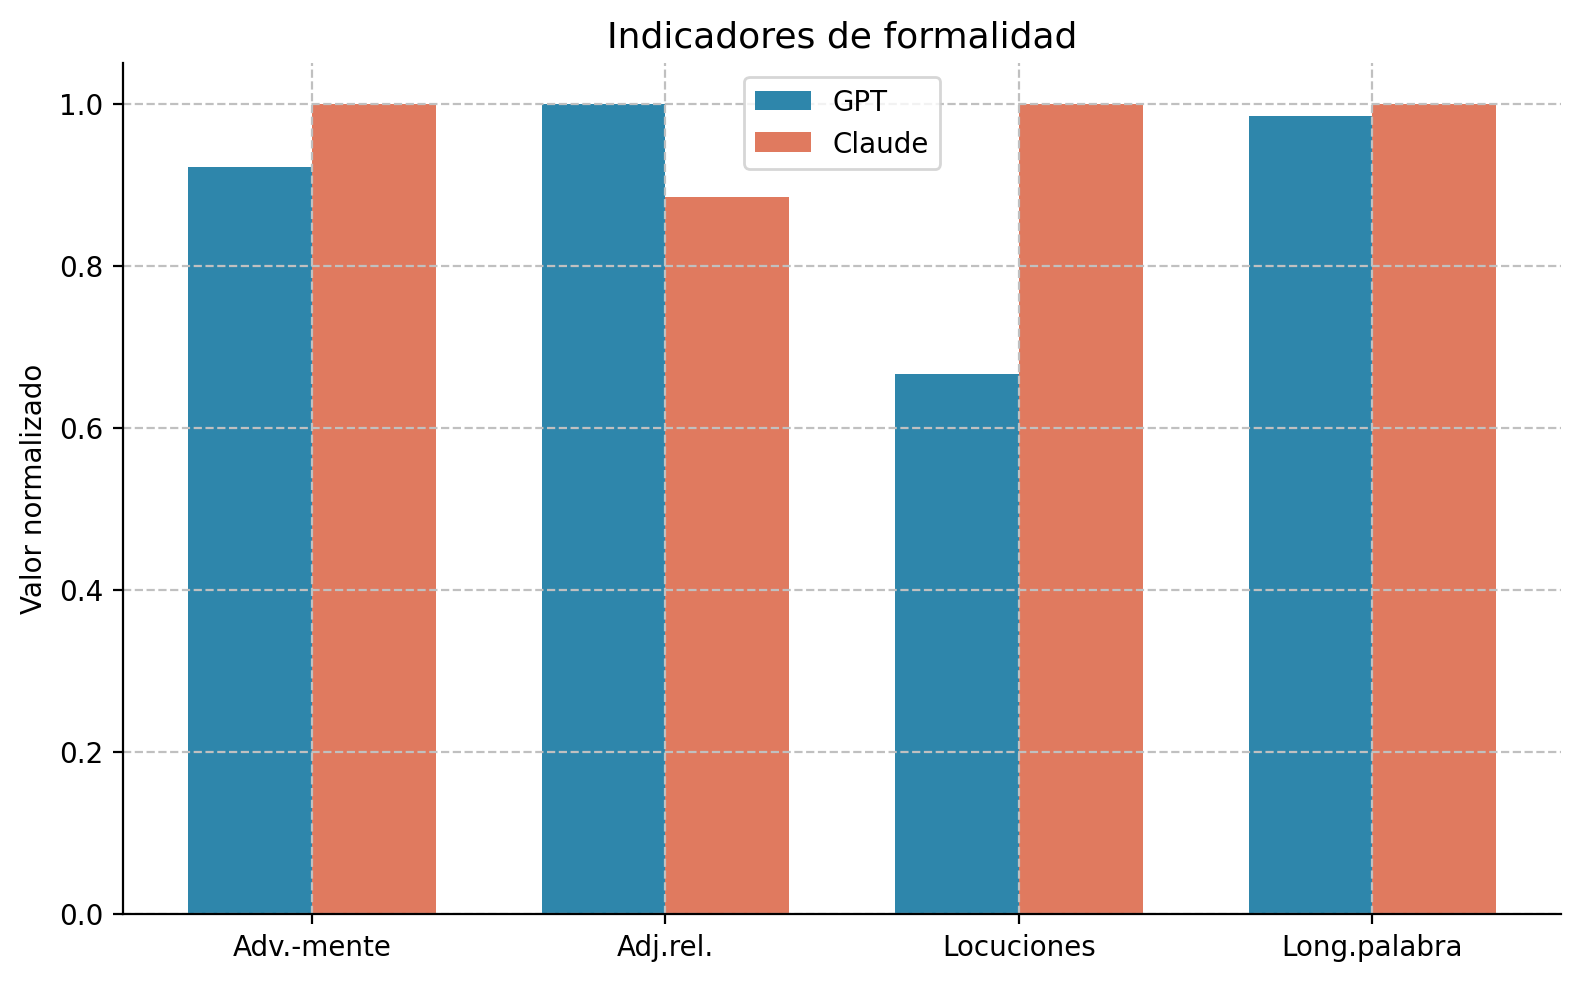 Indicadores de formalidad
GPT
Claude
Valor normalizado
1.0
0.8
0.6
0.4
0.2
0.0
Adv.-mente
Adj.rel.
Locuciones
Long.palabra